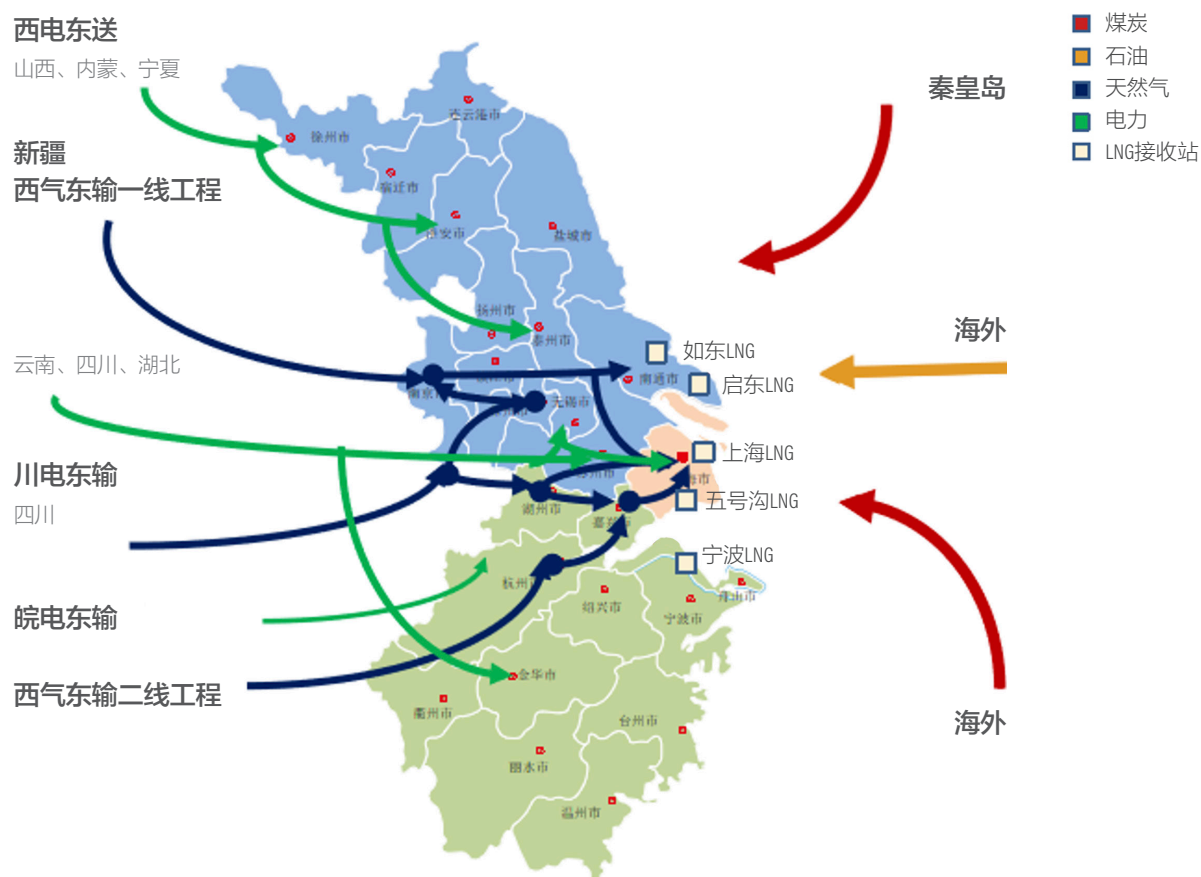 西电东送
山西、内蒙、宁夏
新疆
西气东输一线工程
云南、四川、湖北
川电东输
四川
皖电东输
西气东输二线工程
煤炭
石油
天然气
电力
LNG接收站
秦皇岛
海外
海外
如东LNG
启东LNG
上海LNG
五号沟LNG
宁波LNG
连云港市
徐州市
宿迁市
淮安市
盐城市
扬州市
泰州市
南通市
无锡市
湖州市
杭州
绍兴市
宁波市
舟山市
金华市
衢州市
台州市
丽水市
温州市